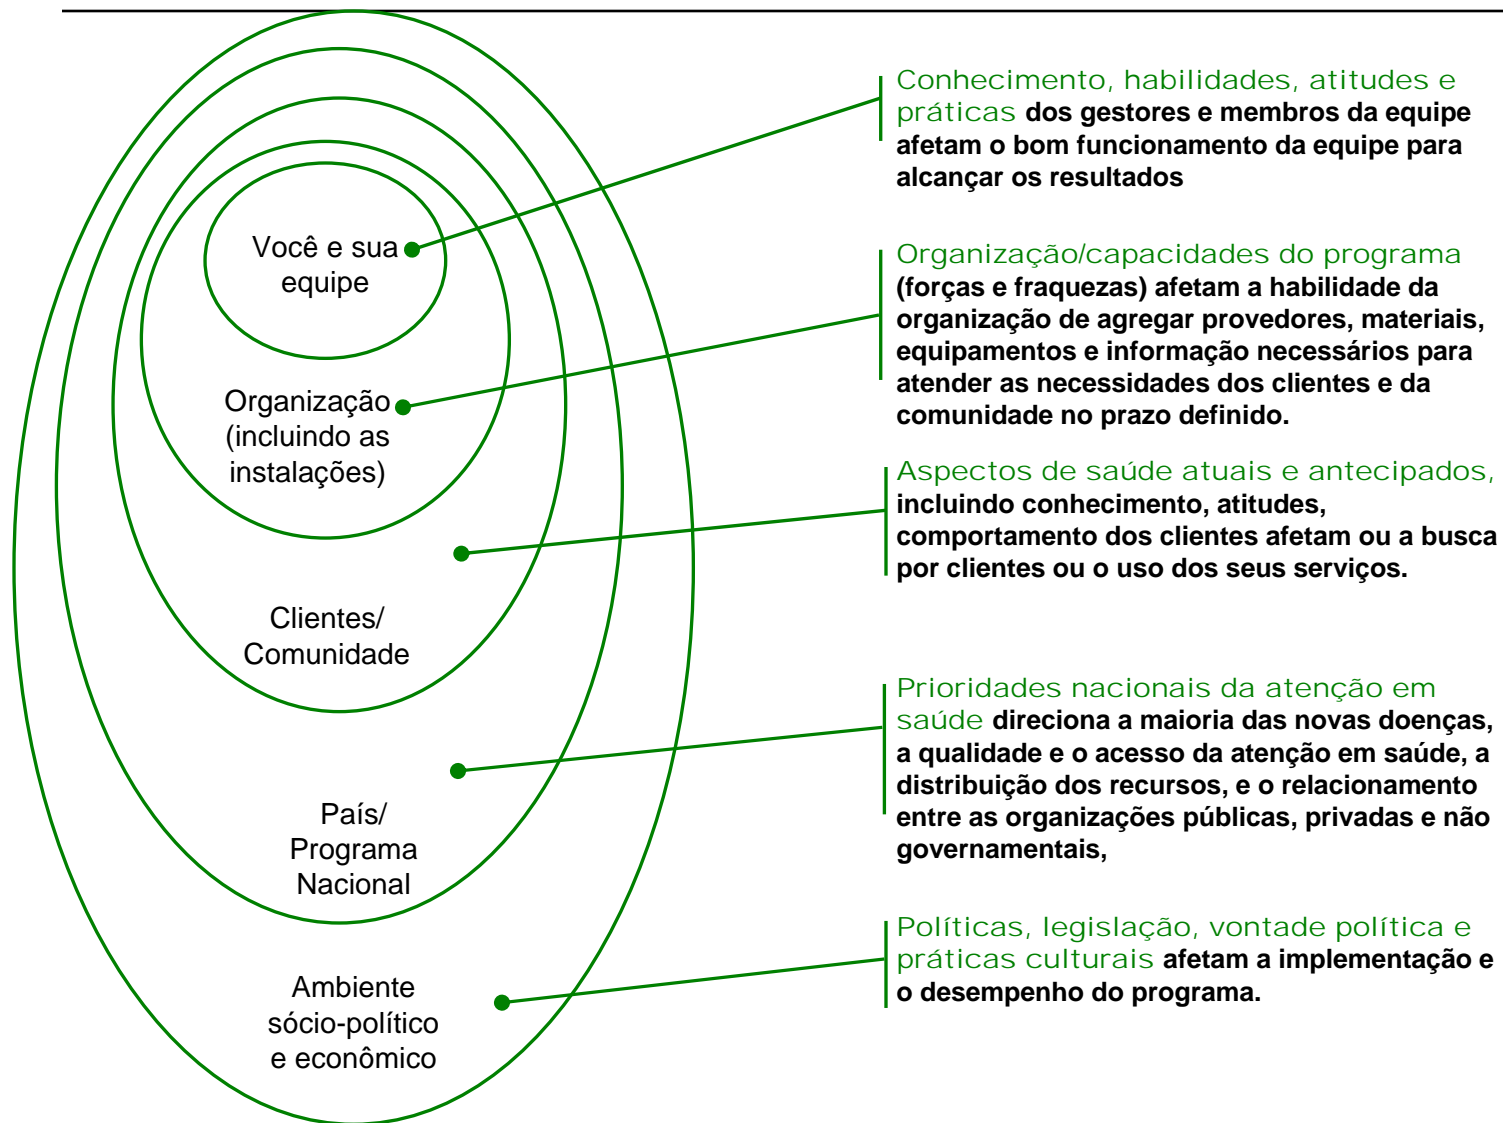 Você e sua
equipe
Organização
(incluindo as
instalações)
Clientes/
Comunidade
País/
Programa
Nacional
Ambiente
sócio-político
e econômico
Conhecimento, habilidades, atitudes e
práticas dos gestores e membros da equipe
afetam o bom funcionamento da equipe para
alcançar os resultados
Organização/capacidades do programa
(forças e fraquezas) afetam a habilidade da
organização de agregar provedores, materiais,
equipamentos e informação necessários para
atender as necessidades dos clientes e da
comunidade no prazo definido.
Aspectos de saúde atuais e antecipados,
incluindo conhecimento, atitudes,
comportamento dos clientes afetam ou a busca
por clientes ou o uso dos seus serviços.
Prioridades nacionais da atenção em
saúde direciona a maioria das novas doenças,
a qualidade e o acesso da atenção em saúde, a
distribuição dos recursos, e o relacionamento
entre as organizações públicas, privadas e não
governamentais,
Políticas, legislação, vontade política e
práticas culturais afetam a implementação e
o desempenho do programa.